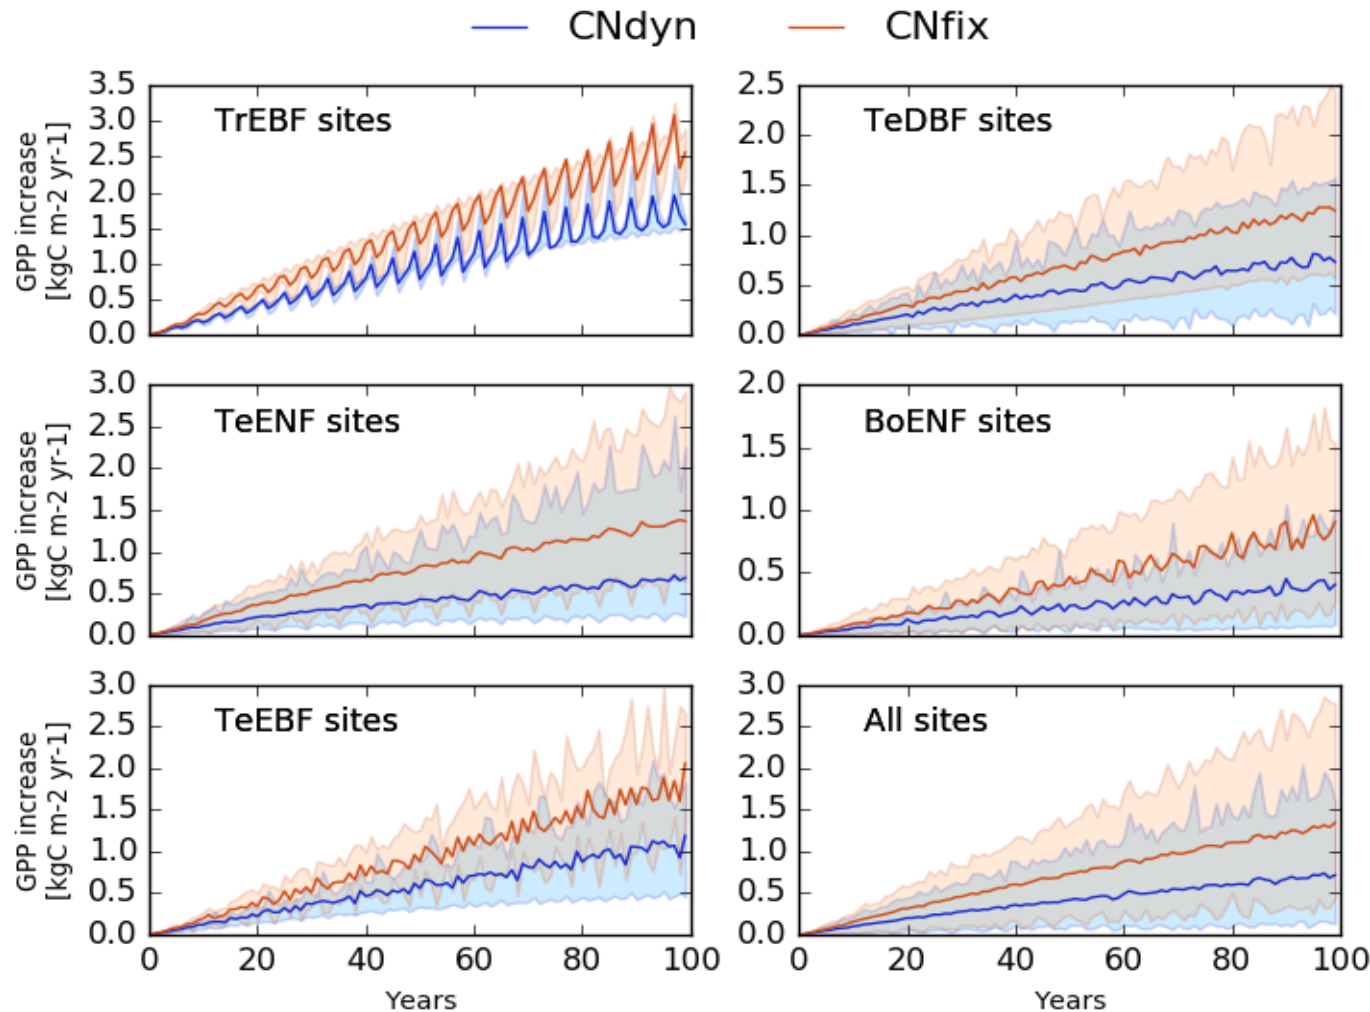 CNdyn CNfix
TrEBF sites
GPP increase
[kgC m-2 yr-1]
3.5
3.0
2.5
2.0
1.5
1.0
0.5
0.0
TeDBF sites
2.5
2.0
1.5
1.0
0.5
0.0
TeENF sites
GPP increase
[kgC m-2 yr-1]
3.0
2.5
2.0
1.5
1.0
0.5
0.0
BoENF sites
2.0
1.5
1.0
0.5
0.0
TeEBF sites
GPP increase
[kgC m-2 yr-1]
3.0
2.5
2.0
1.5
1.0
0.5
0.0
0 20 40 60 80 100
Years
All sites
3.0
2.5
2.0
1.5
1.0
0.5
0.0
0 20 40 60 80 100
Years